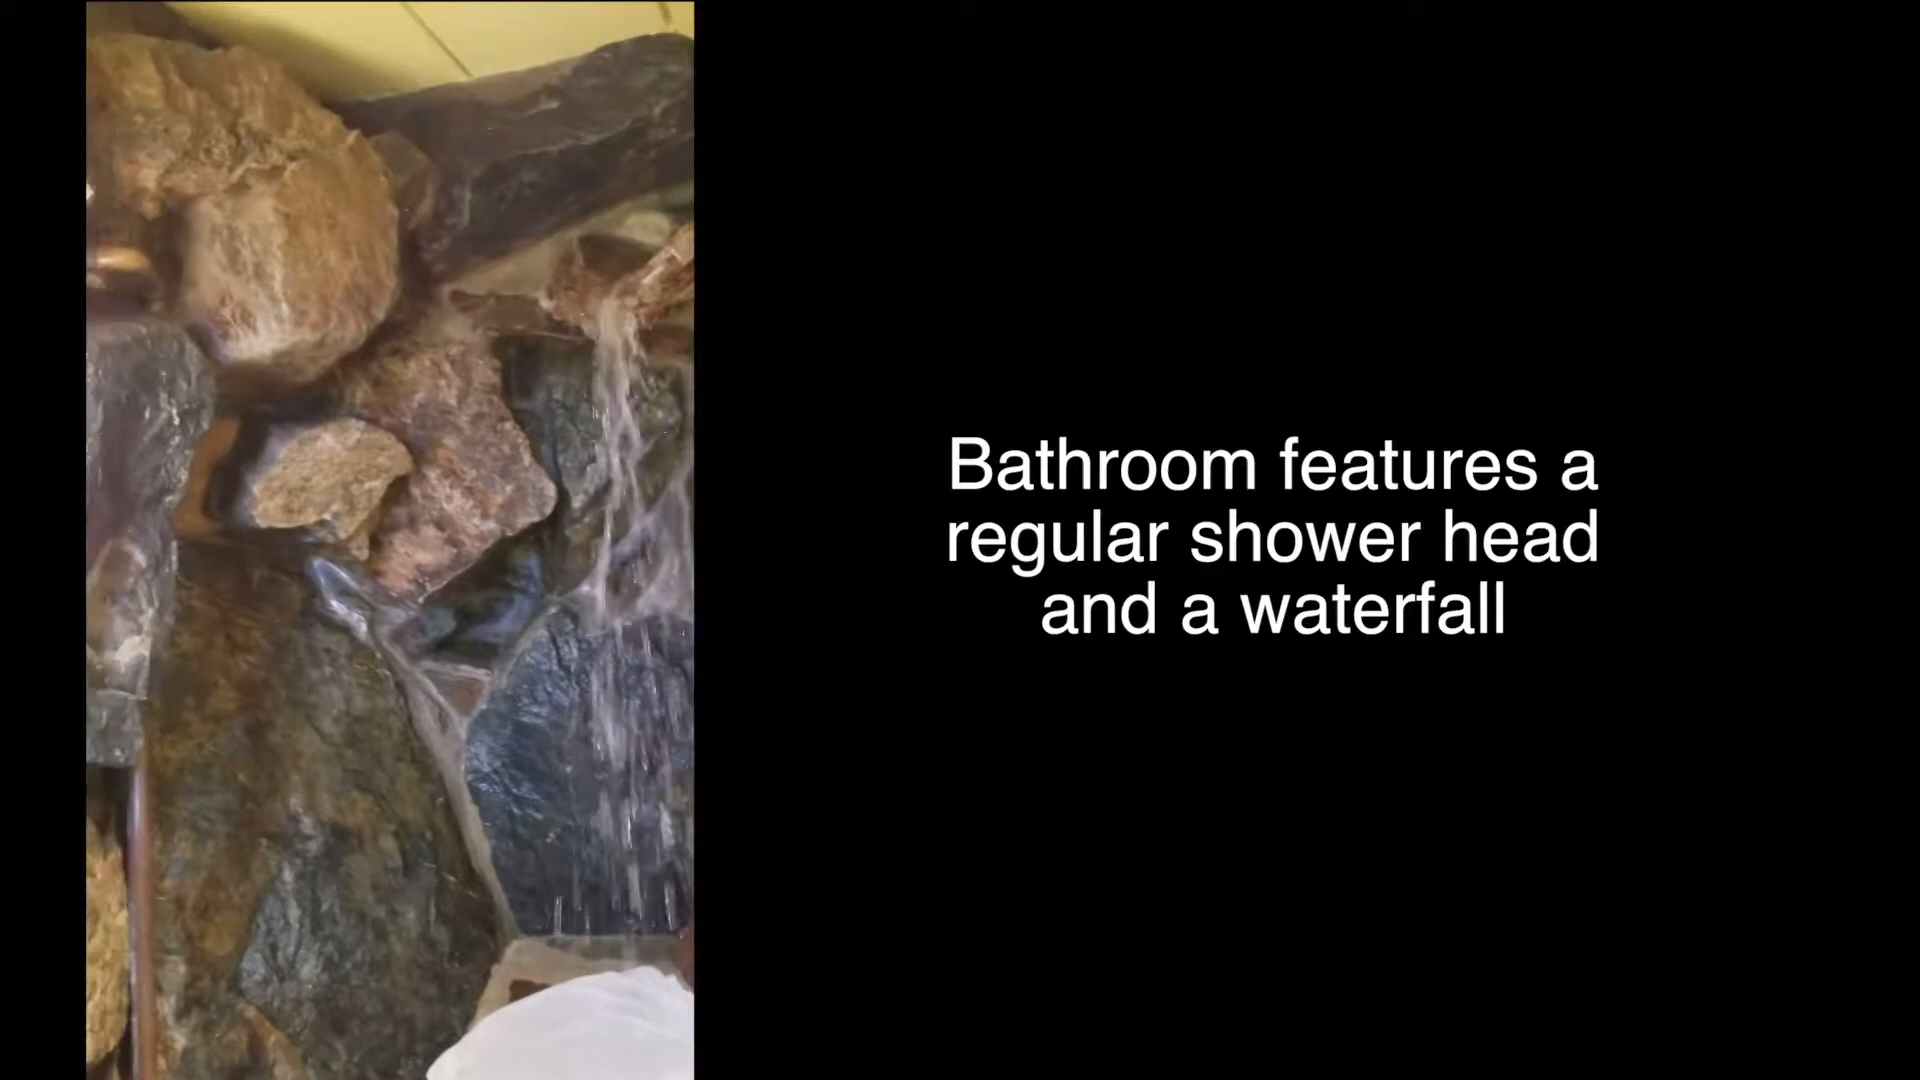 Bathroom features a
regular shower head
and a waterfall